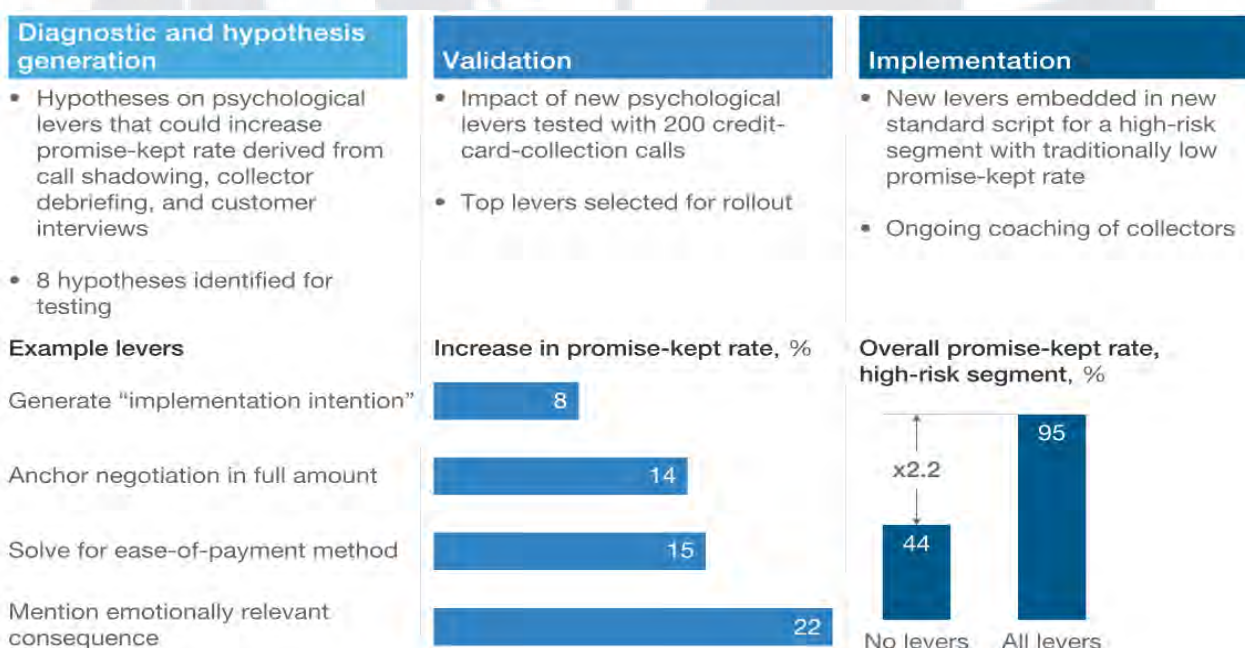 Diagnostic and hypothesis
generation
• Hypotheses on psychological
levers that could increase
promise-kept rate derived from
call shadowing, collector
debriefing, and customer
interviews
• 8 hypotheses identified for
testing
Validation
• Impact of new psychological
levers tested with 200 credit-
card-collection calls
• Top levers selected for rollout
Implementation
• New levers embedded in new
standard script for a high-risk
segment with traditionally low
promise-kept rate
• Ongoing coaching of collectors
Example levers
Generate “implementation intention”
Anchor negotiation in full amount
Solve for ease-of-payment method
Mention emotionally relevant
consequence
Increase in promise-kept rate, %
8
14
15
22
Overall promise-kept rate,
high-risk segment, %
x2.2
44
95
No levers
All levers